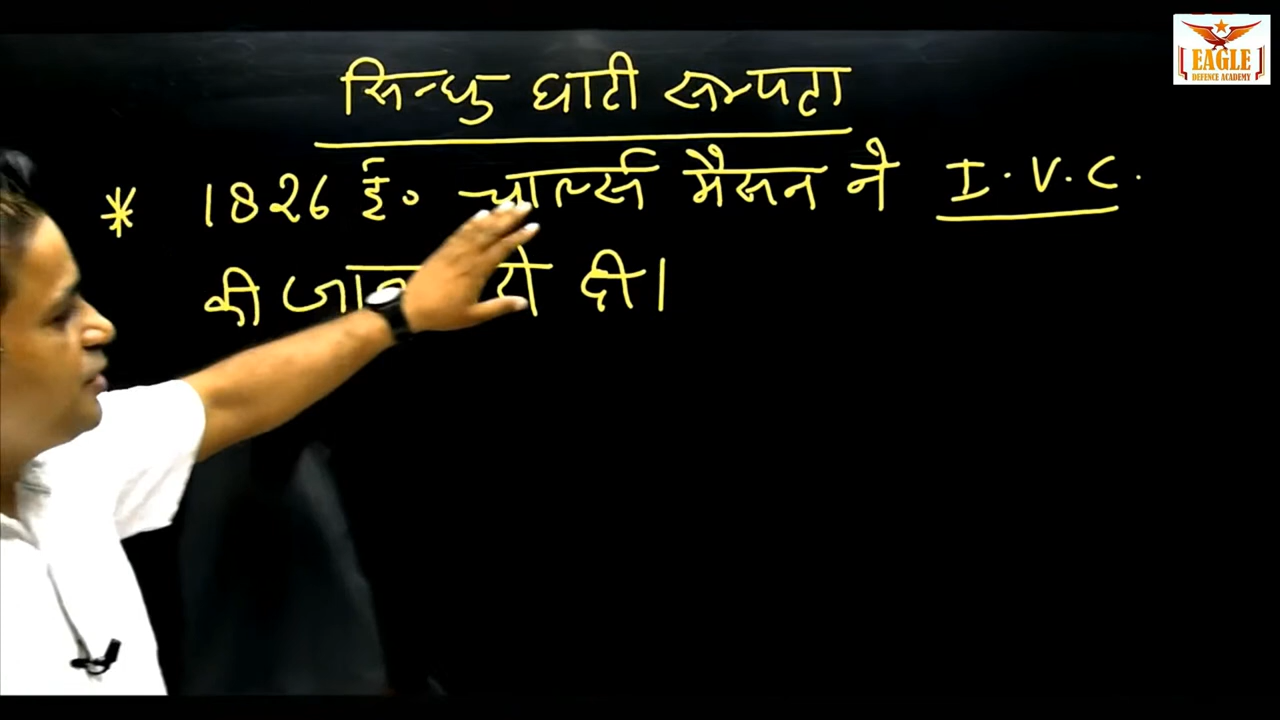 सिन्धु घाटी सभ्यता
EAGLE
DEFENCE ACADEMY
* 1826 ई० चार्ल्स मैसन ने I.V.C.
की दी।